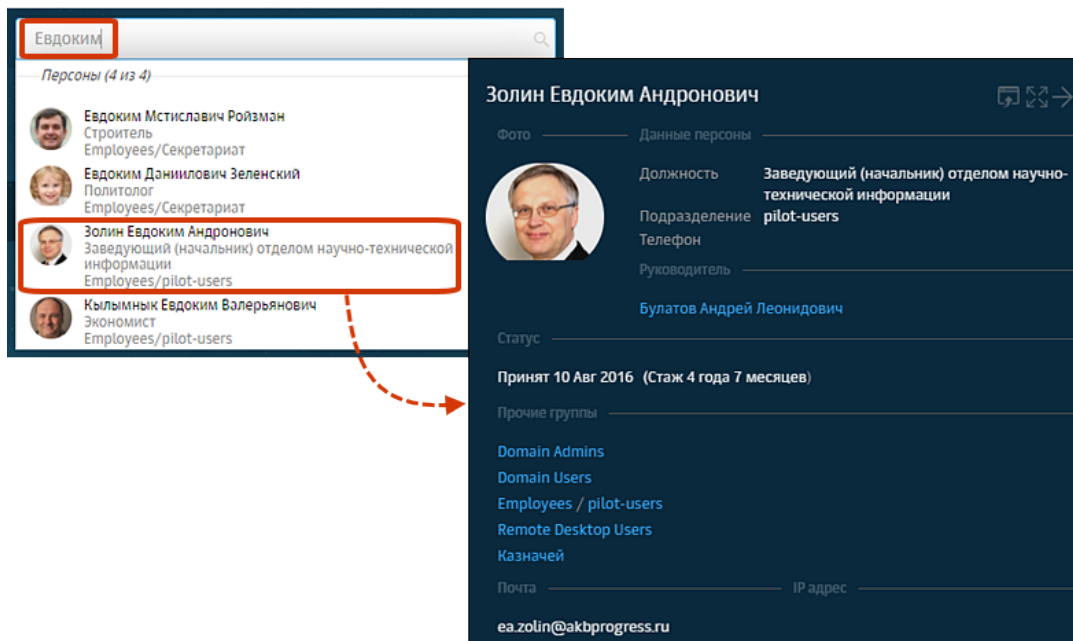 Евдоким
Персоны (4 из 4)
Евдоким Мстиславич Ройзман
Строитель
Employees/Секретариат
Евдоким Даниилович Зеленский
Политолог
Employees/Секретариат
Золин Евдоким Андронович
Заведующий (начальник) отделом научно-технической
информации
Employees/pilot-users
Кылымнык Евдоким Валерьянович
Экономист
Employees/pilot-users
Золин Евдоким Андронович
Фото
Данные персоны
Должность Заведующий (начальник) отделом научно-
технической информации
Подразделение pilot-users
Телефон
Руководитель
Булатов Андрей Леонидович
Статус
Принят 10 Авг 2016 (Стаж 4 года 7 месяцев)
Прочие группы
Domain Admins
Domain Users
Employees / pilot-users
Remote Desktop Users
Казначей
Почта
IP адрес
ea.zolin@akbprogress.ru